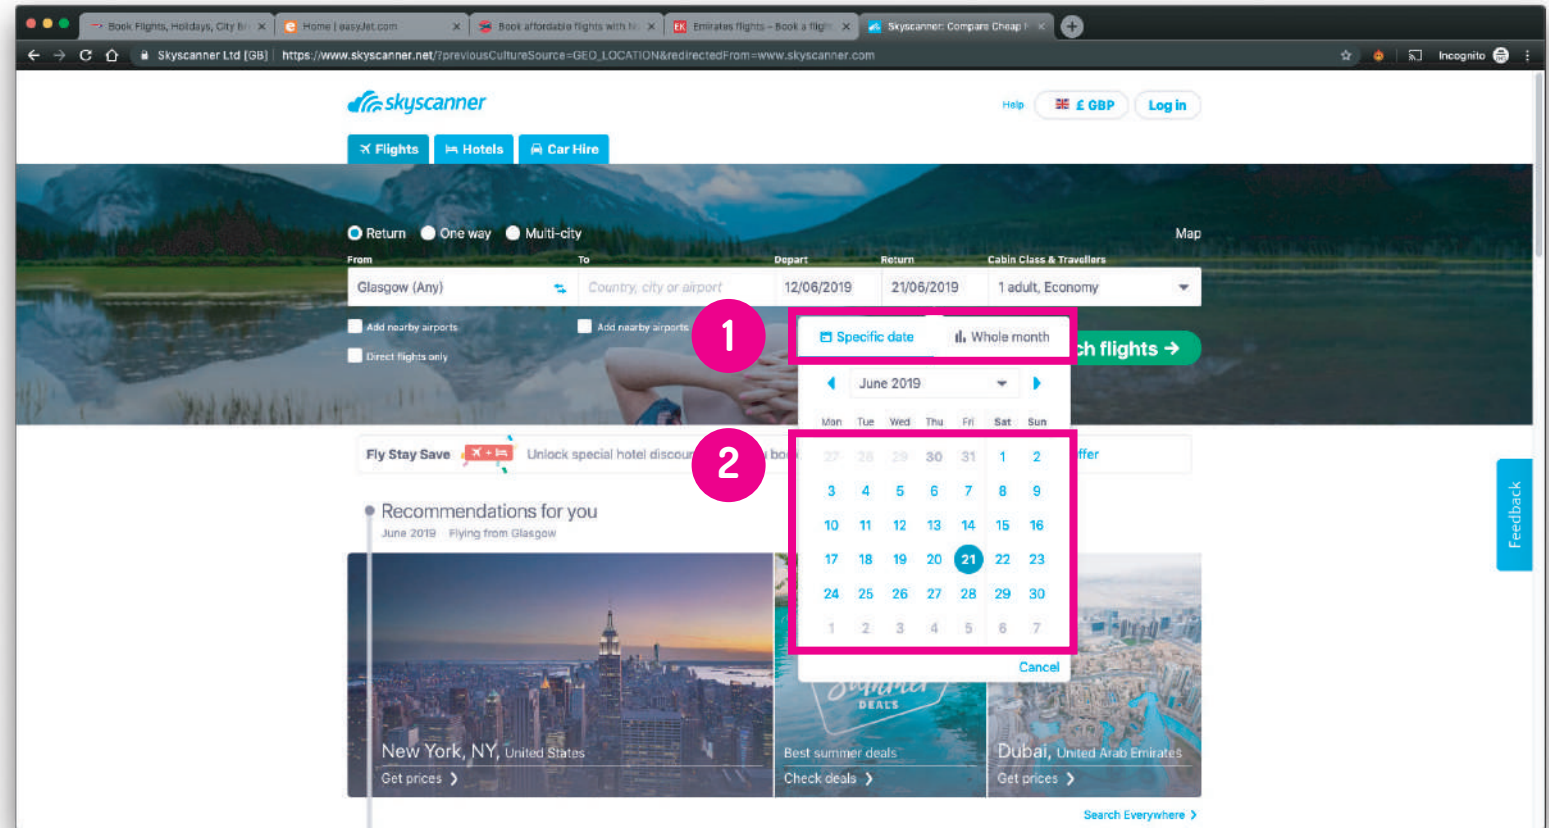 Book Flights, Holidays, City Br
Home | easyJet.com
Book affordable flights with No
Emirates flights – Book a flight
Skyscanner: Compare Cheap F
Skyscanner Ltd [GB] https://www.skyscanner.net/?previousCultureSource=GEO_LOCATION&redirectedFrom=www.skyscanner.com
Incognito
skyscanner
Help £ GBP Log in
Flights Hotels Car Hire
Return One way Multi-city Map
From To Depart Return Cabin Class & Travellers
Glasgow (Any) Country, city or airport 12/06/2019 21/06/2019 1 adult, Economy
Add nearby airports Add nearby airports
Direct flights only
1
Specific date Whole month
ch flights
June 2019
Mon Tue Wed Thu Fri Sat Sun
2
27 28 29 30 31 1 2
3 4 5 6 7 8 9
10 11 12 13 14 15 16
17 18 19 20 21 22 23
24 25 26 27 28 29 30
1 2 3 4 5 6 7
Cancel
Fly Stay Save Unlock special hotel discou bo ffer
Feedback
Recommendations for you
June 2019 Flying from Glasgow
New York, NY, United States
Get prices
Summer
DEALS
Best summer deals
Check deals
Dubai, United Arab Emirates
Get prices
Search Everywhere